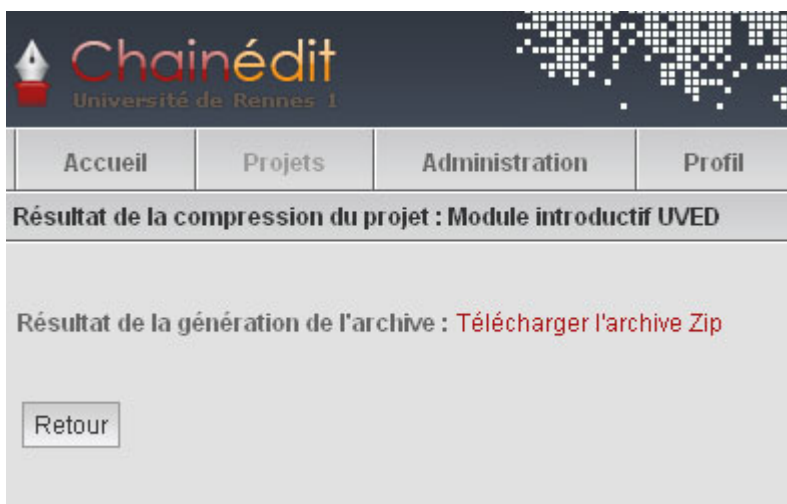 Chainédit
Université de Rennes 1
Accueil Projets Administration Profil
Résultat de la compression du projet : Module introductif UVED
Résultat de la génération de l'archive : Télécharger l'archive Zip
Retour